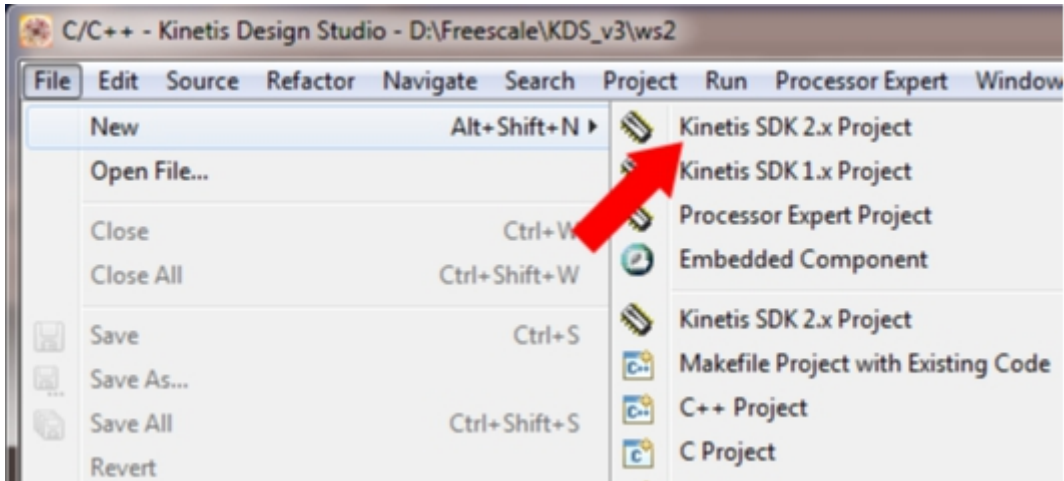 C/C++ - Kinetis Design Studio - D:\Freescale\KDS_v3\ws2
File Edit Source Refactor Navigate Search Project Run Processor Expert Window
New Alt+Shift+N
Open File...
Close Ctrl+W
Close All Ctrl+Shift+W
Save Ctrl+S
Save As...
Save All Ctrl+Shift+S
Revert
Kinetis SDK 2.x Project
Kinetis SDK 1.x Project
Processor Expert Project
Embedded Component
Kinetis SDK 2.x Project
Makefile Project with Existing Code
C++ Project
C Project